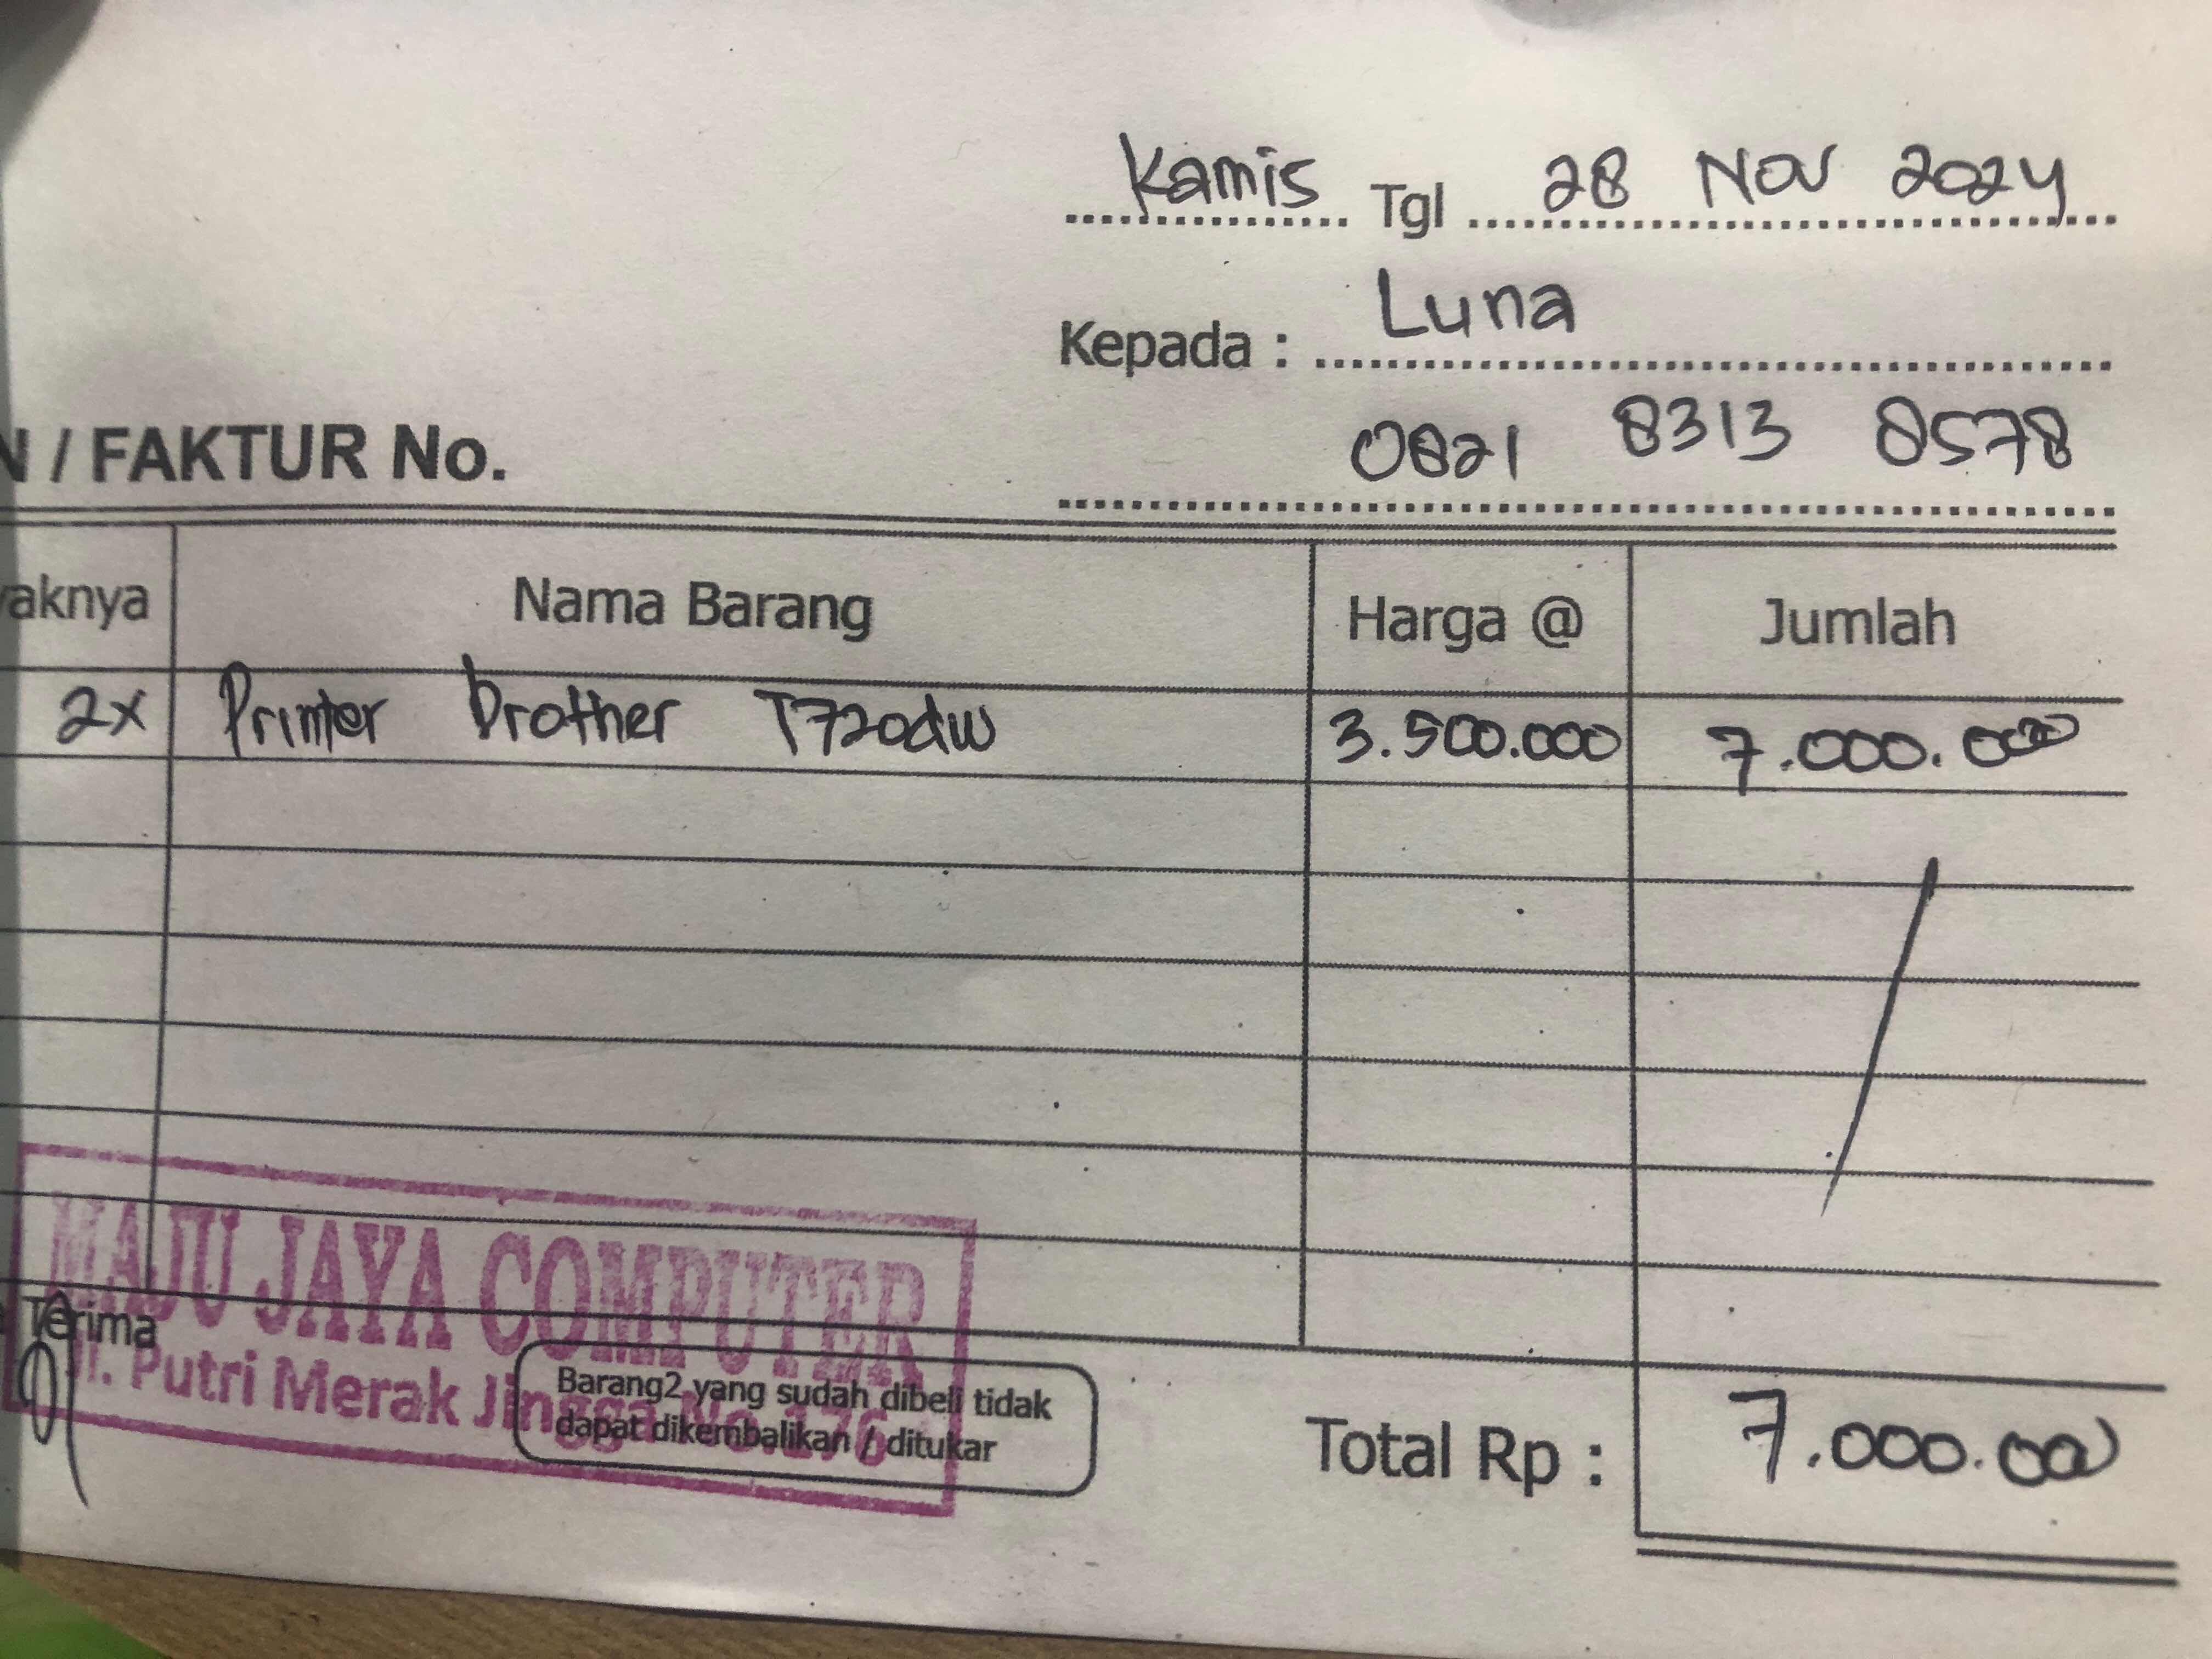 Kamis Tgl 28 Nov 2024
Kepada : Luna
0821 8313 8578
/ FAKTUR No.
aknya Nama Barang Harga @ Jumlah
2x Printer brother T720dw 3.500.000 7.000.000
MAJU JAYA COMPUTER
Terima
Jl. Putri Merak Jingga No.176
Barang2 yang sudah dibeli tidak
dapat dikembalikan / ditukar
Total Rp : 7.000.000